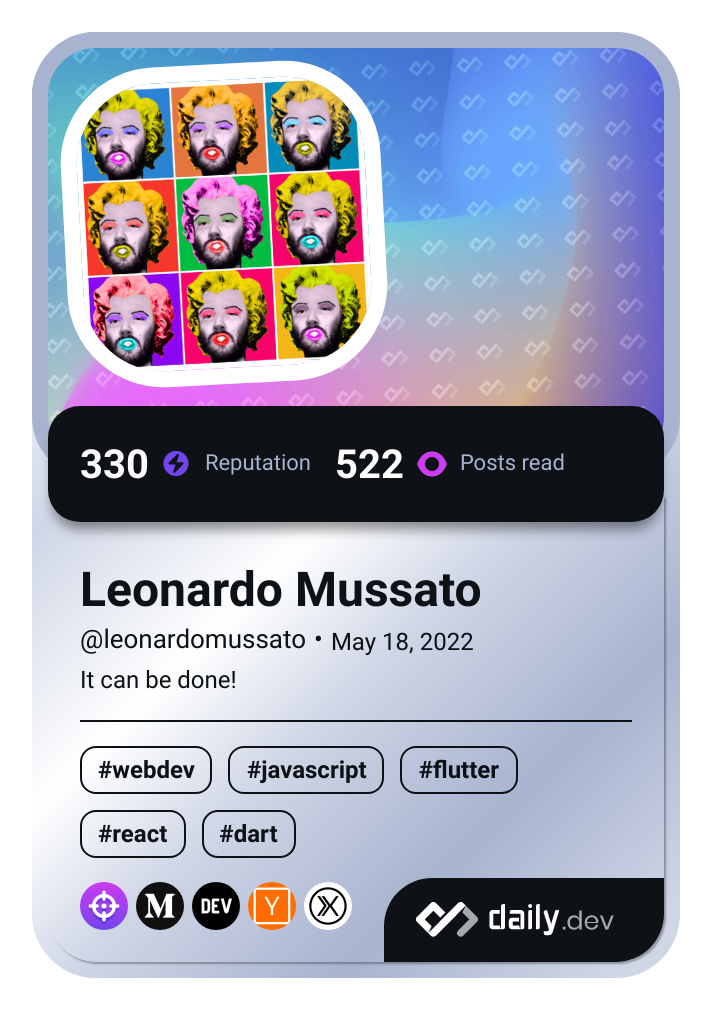 330 Reputation 522 Posts read
Leonardo Mussato
@leonardomussato • May 18, 2022
It can be done!
#webdev #javascript #flutter
#react #dart
M DEV Y
daily.dev